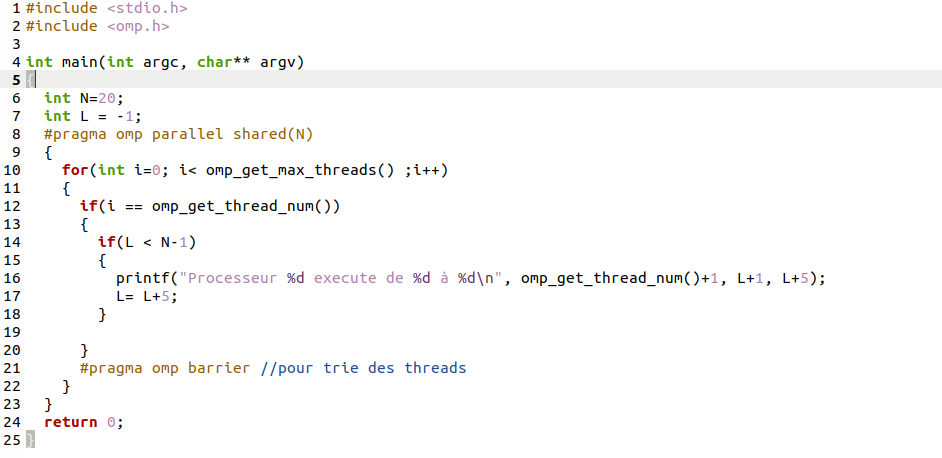 1 #include <stdio.h>
2 #include <omp.h>
3
4 int main(int argc, char** argv)
5 {
6   int N=20;
7   int L = -1;
8   #pragma omp parallel shared(N)
9   {
10     for(int i=0; i< omp_get_max_threads() ;i++)
11     {
12       if(i == omp_get_thread_num())
13       {
14         if(L < N-1)
15         {
16           printf("Processeur %d execute de %d à %d\n", omp_get_thread_num()+1, L+1, L+5);
17           L= L+5;
18         }
19
20       }
21       #pragma omp barrier //pour trie des threads
22     }
23   }
24   return 0;
25 }